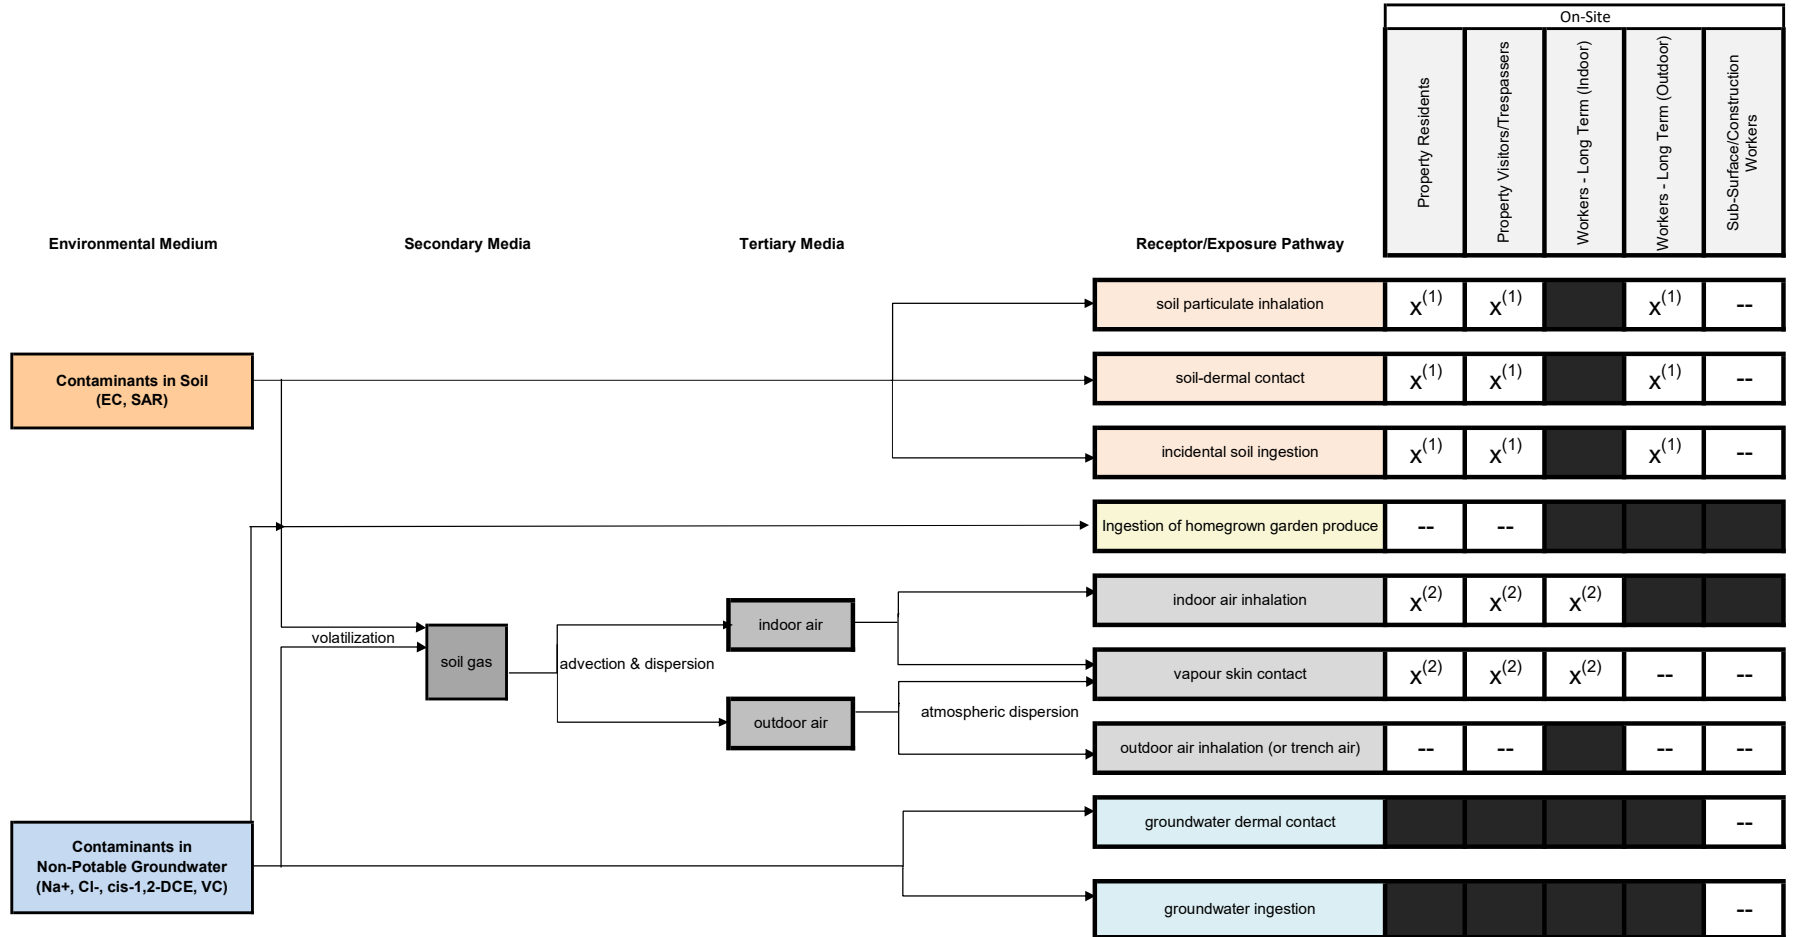 On-Site
Property Residents
Property Visitors/Trespassers
Workers - Long Term (Indoor)
Workers - Long Term (Outdoor)
Sub-Surface/Construction
Workers
Environmental Medium
Secondary Media
Tertiary Media
Receptor/Exposure Pathway
soil particulate inhalation
x(1)
x(1)
x(1)
--
Contaminants in Soil
(EC, SAR)
soil-dermal contact
x(1)
x(1)
x(1)
--
incidental soil ingestion
x(1)
x(1)
x(1)
--
Ingestion of homegrown garden produce
--
--
indoor air inhalation
x(2)
x(2)
x(2)
volatilization
soil gas
indoor air
advection & dispersion
vapour skin contact
x(2)
x(2)
x(2)
--
--
outdoor air
atmospheric dispersion
outdoor air inhalation (or trench air)
--
--
--
--
groundwater dermal contact
--
Contaminants in
Non-Potable Groundwater
(Na+, Cl-, cis-1,2-DCE, VC)
groundwater ingestion
--